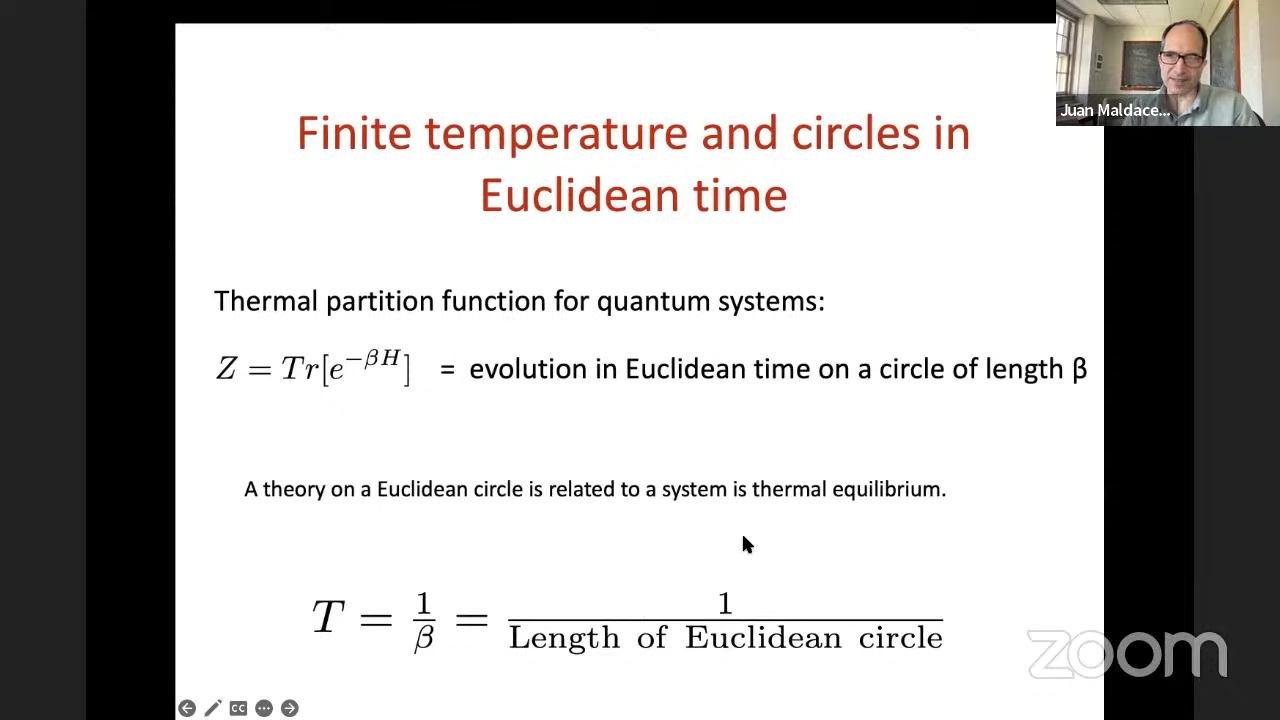 Juan Maldace...
Finite temperature and circles in
Euclidean time
Thermal partition function for quantum systems:
Z = Tr[e^{-βH}] = evolution in Euclidean time on a circle of length β
A theory on a Euclidean circle is related to a system is thermal equilibrium.
T = 1/β = 1/Length of Euclidean circle
zoom
CC